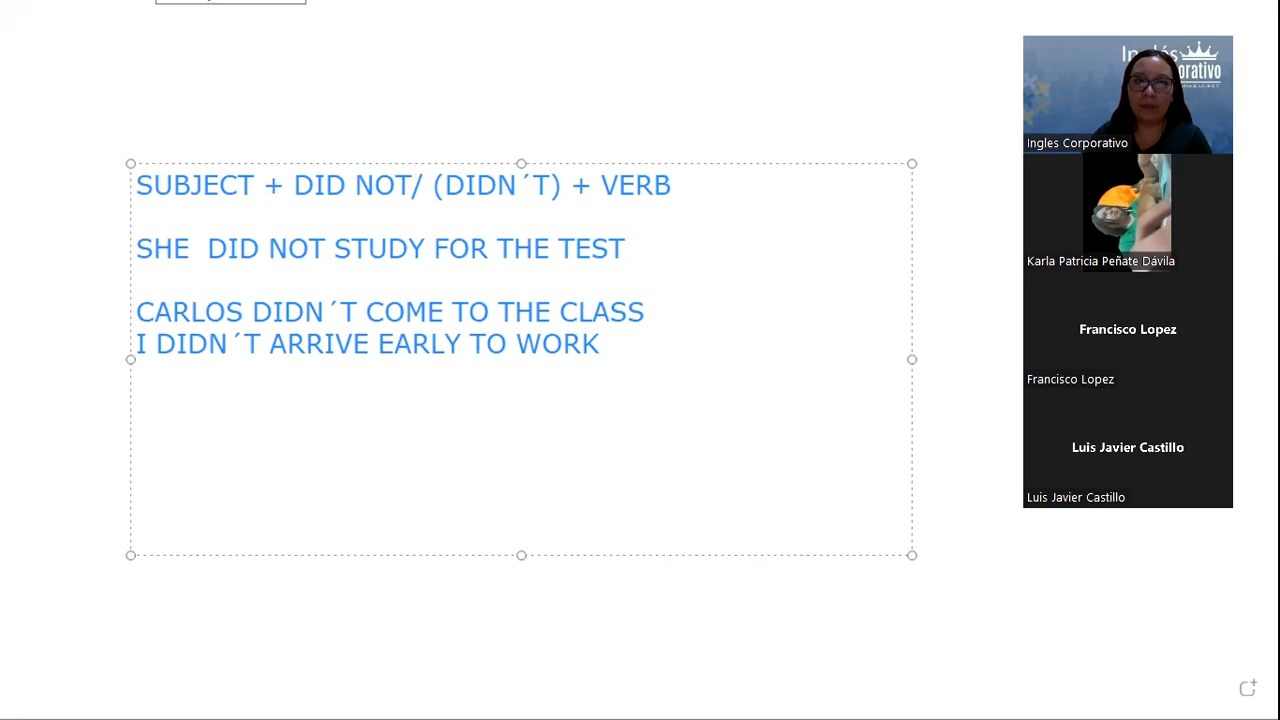 SUBJECT + DID NOT/ (DIDN´T) + VERB
SHE  DID NOT STUDY FOR THE TEST
CARLOS DIDN´T COME TO THE CLASS
I DIDN´T ARRIVE EARLY TO WORK
Ingles Corporativo
Karla Patricia Peñate Dávila
Francisco Lopez
Francisco Lopez
Luis Javier Castillo
Luis Javier Castillo